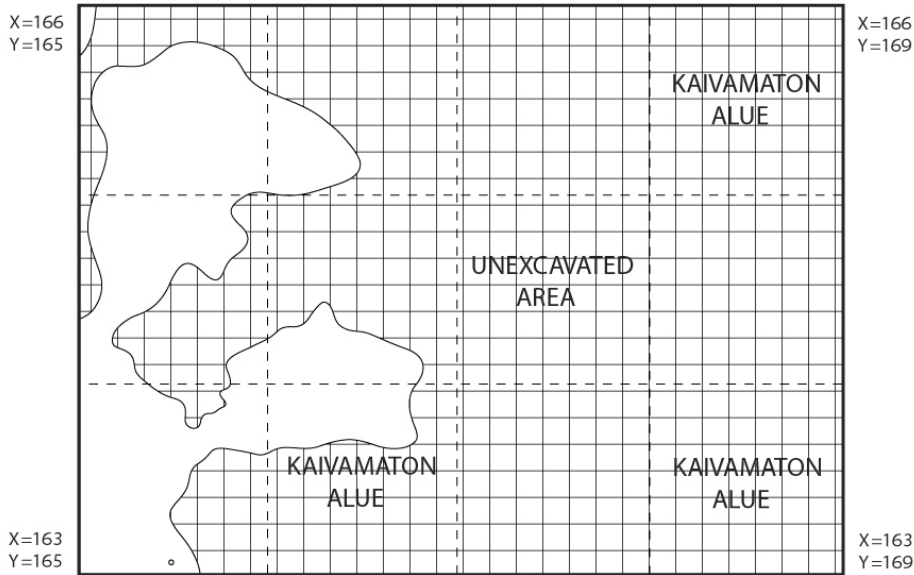 X=166
Y=165
X=166
Y=169
KAIVAMATON
ALUE
UNEXCAVATED
AREA
KAIVAMATON
ALUE
KAIVAMATON
ALUE
X=163
Y=165
X=163
Y=169